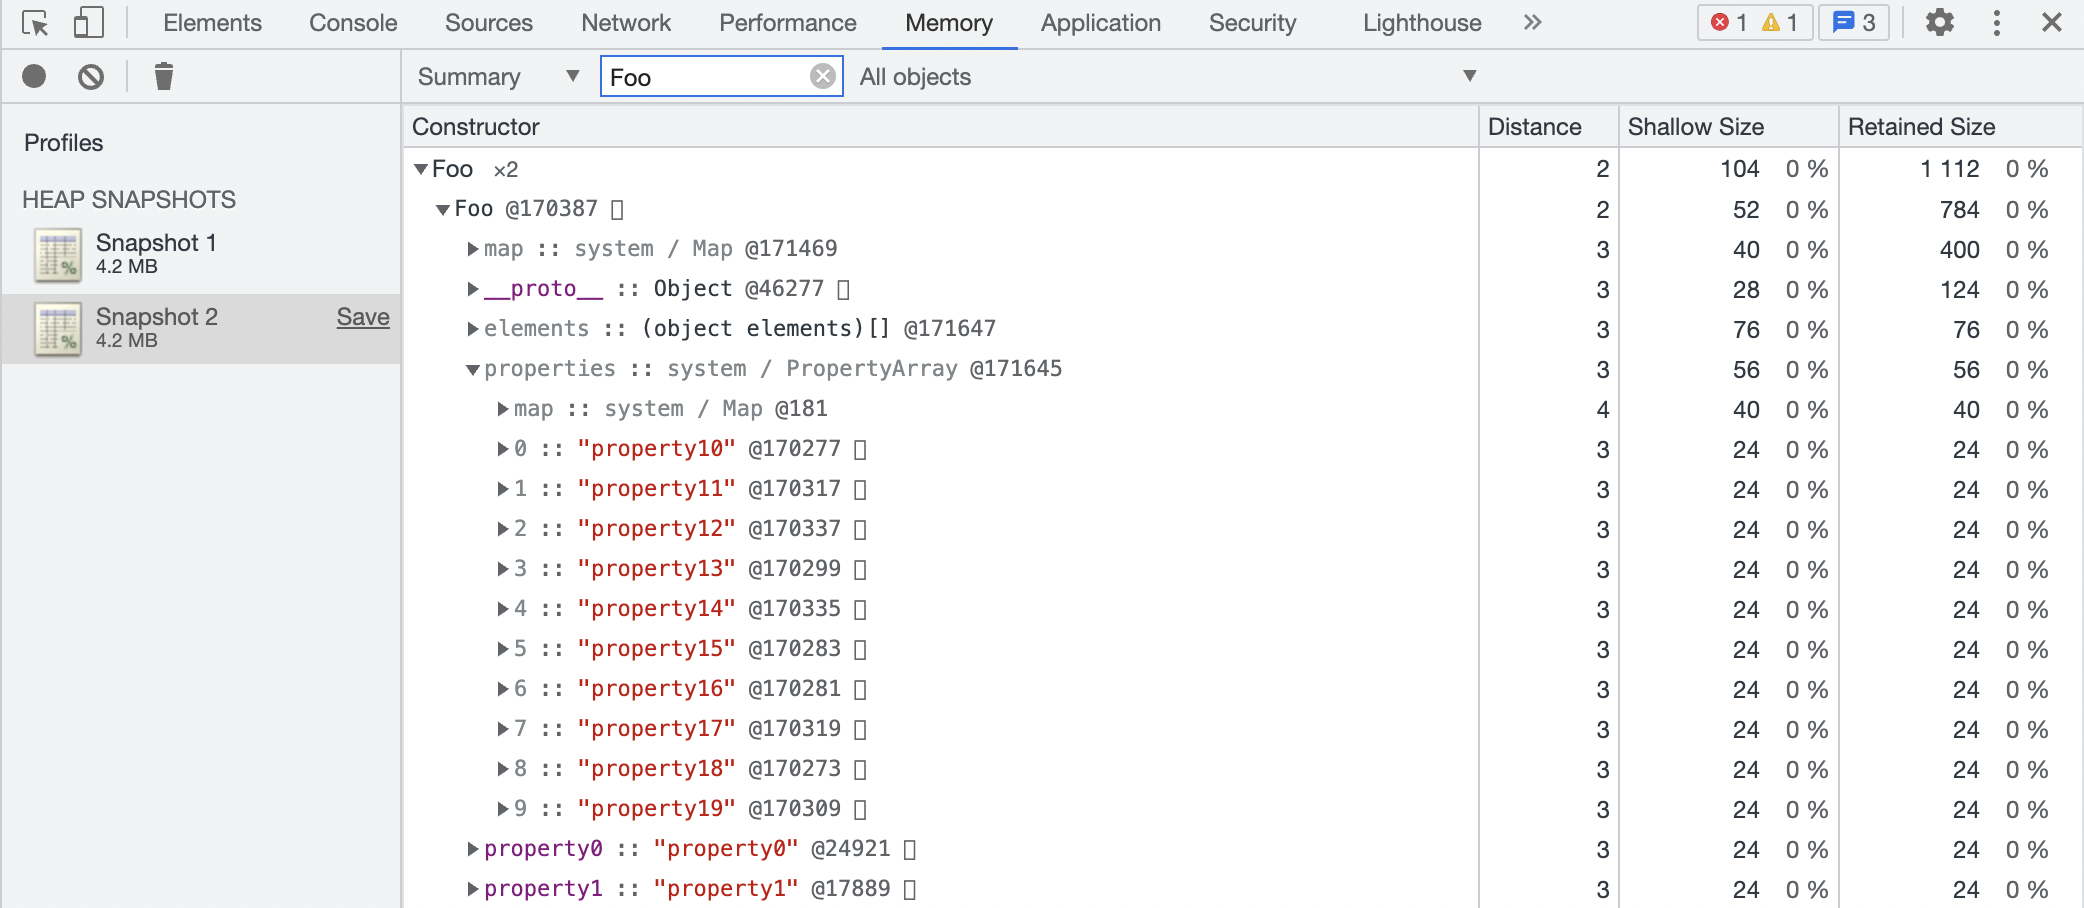 Elements Console Sources Network Performance Memory Application Security Lighthouse » 1 1 3
Summary ▼ Foo All objects ▼
Profiles
HEAP SNAPSHOTS
Snapshot 1
4.2 MB
Snapshot 2 Save
4.2 MB
Constructor Distance Shallow Size Retained Size
▼Foo ×2 2 104 0 % 1 112 0 %
▼Foo @170387 2 52 0 % 784 0 %
▶map :: system / Map @171469 3 40 0 % 400 0 %
▶__proto__ :: Object @46277 3 28 0 % 124 0 %
▶elements :: (object elements)[] @171647 3 76 0 % 76 0 %
▼properties :: system / PropertyArray @171645 3 56 0 % 56 0 %
▶map :: system / Map @181 4 40 0 % 40 0 %
▶0 :: "property10" @170277 3 24 0 % 24 0 %
▶1 :: "property11" @170317 3 24 0 % 24 0 %
▶2 :: "property12" @170337 3 24 0 % 24 0 %
▶3 :: "property13" @170299 3 24 0 % 24 0 %
▶4 :: "property14" @170335 3 24 0 % 24 0 %
▶5 :: "property15" @170283 3 24 0 % 24 0 %
▶6 :: "property16" @170281 3 24 0 % 24 0 %
▶7 :: "property17" @170319 3 24 0 % 24 0 %
▶8 :: "property18" @170273 3 24 0 % 24 0 %
▶9 :: "property19" @170309 3 24 0 % 24 0 %
▶property0 :: "property0" @24921 3 24 0 % 24 0 %
▶property1 :: "property1" @17889 3 24 0 % 24 0 %